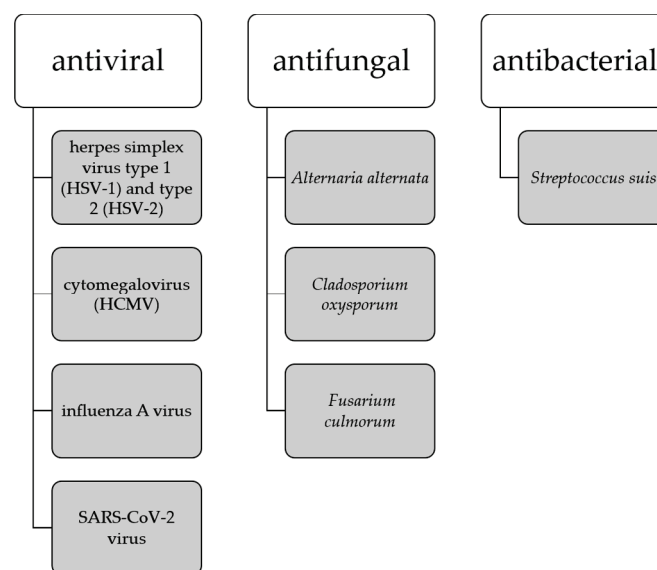 antiviral
herpes simplex
virus type 1
(HSV-1) and type
2 (HSV-2)
cytomegalovirus
(HCMV)
influenza A virus
SARS-CoV-2
virus
antifungal
Alternaria alternata
Cladosporium
oxysporum
Fusarium
culmorum
antibacterial
Streptococcus suis